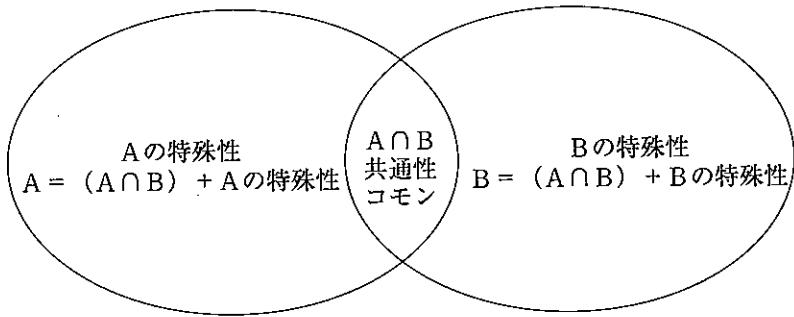 Aの特殊性
A=(A∩B)+Aの特殊性
A∩B
共通性
コモン
Bの特殊性
B=(A∩B)+Bの特殊性